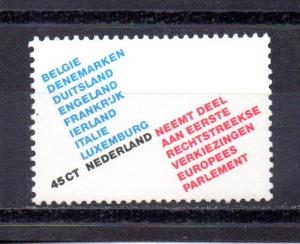 BELGIE
DENEMARKEN
DUITSLAND
ENGELAND
FRANKRIJK
IERLAND
ITALIE
LUXEMBURG
45 CT NEDERLAND
NEEMT DEEL
AAN EERSTE
RECHTSTREEKSE
VERKIEZINGEN
EUROPEES
PARLEMENT